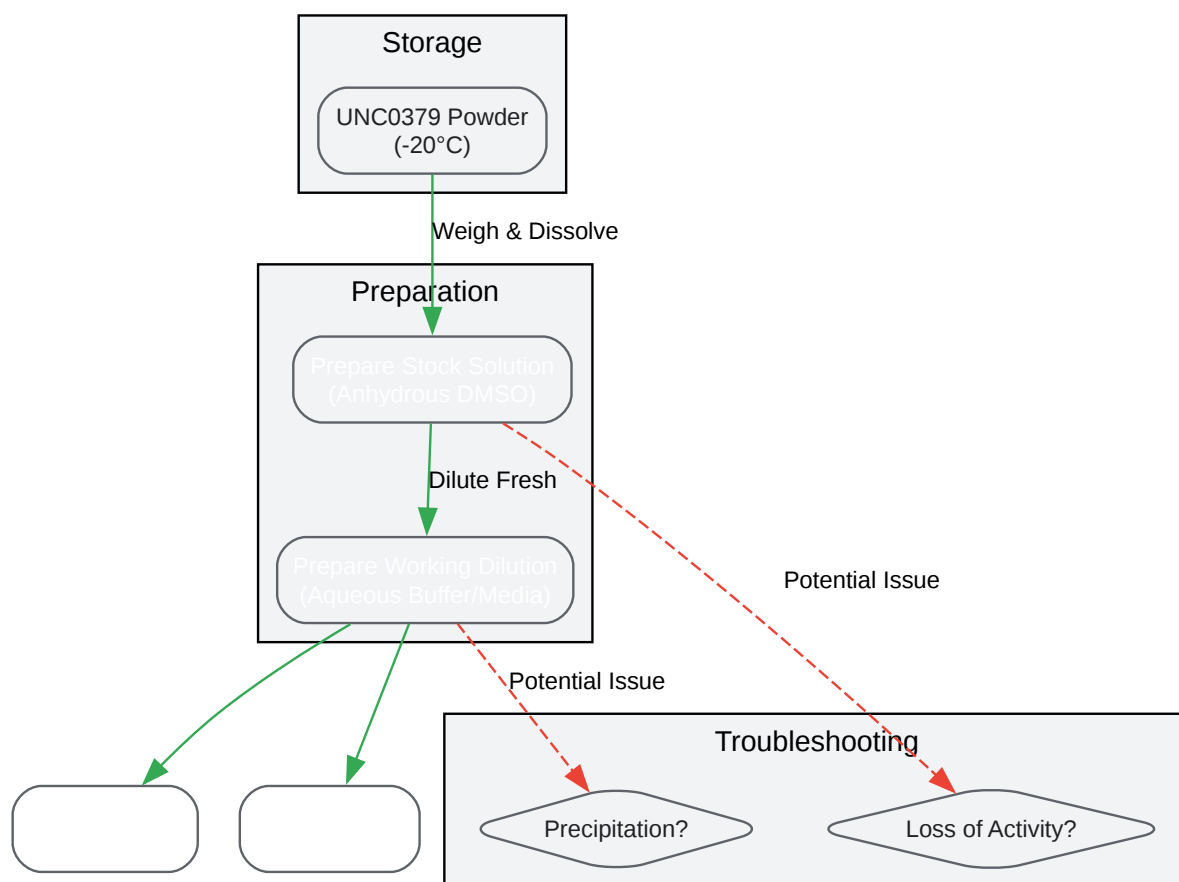 Storage
UNC0379 Powder
(-20°C)
Weigh & Dissolve
Preparation
Prepare Stock Solution
(Anhydrous DMSO)
Dilute Fresh
Prepare Working Dilution
(Aqueous Buffer/Media)
Potential Issue
Potential Issue
Troubleshooting
Precipitation?
Loss of Activity?